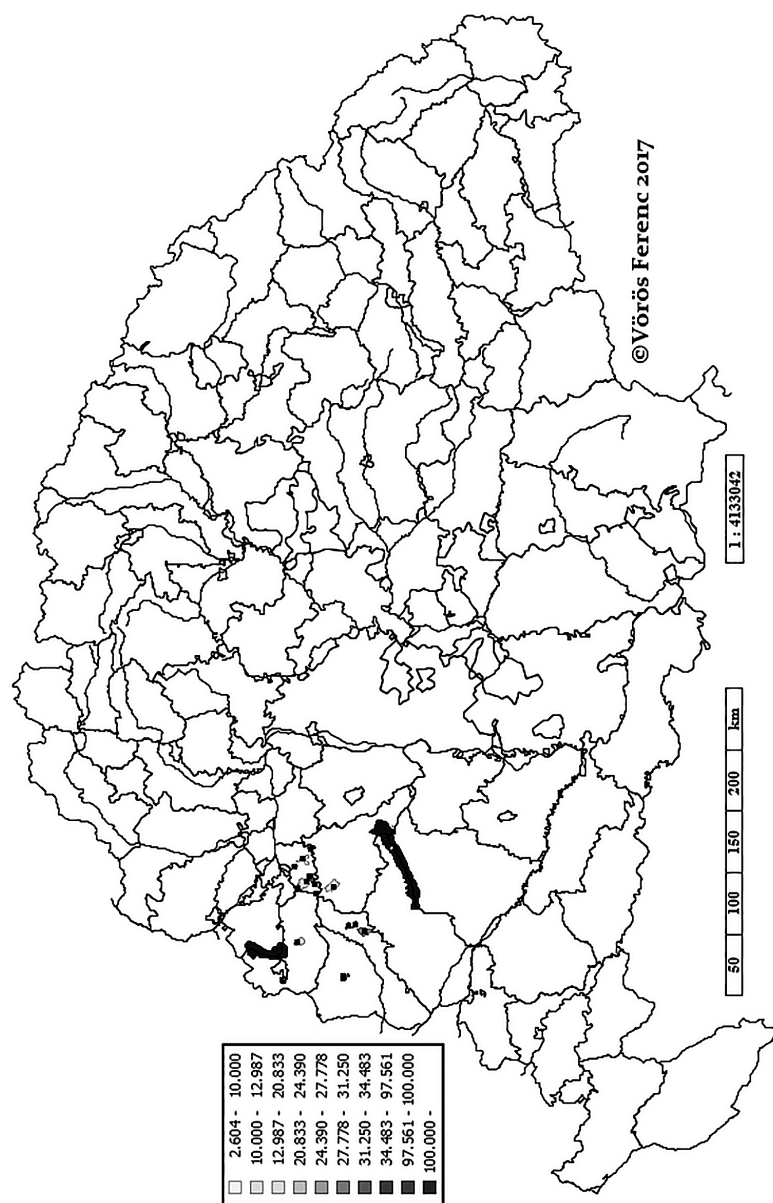 2.604 - 10.000
10.000 - 12.987
12.987 - 20.833
20.833 - 24.390
24.390 - 27.778
27.778 - 31.250
31.250 - 34.483
34.483 - 97.561
97.561 - 100.000
100.000 -
50 100 150 200 km
1 : 4133042
©Vörös Ferenc 2017